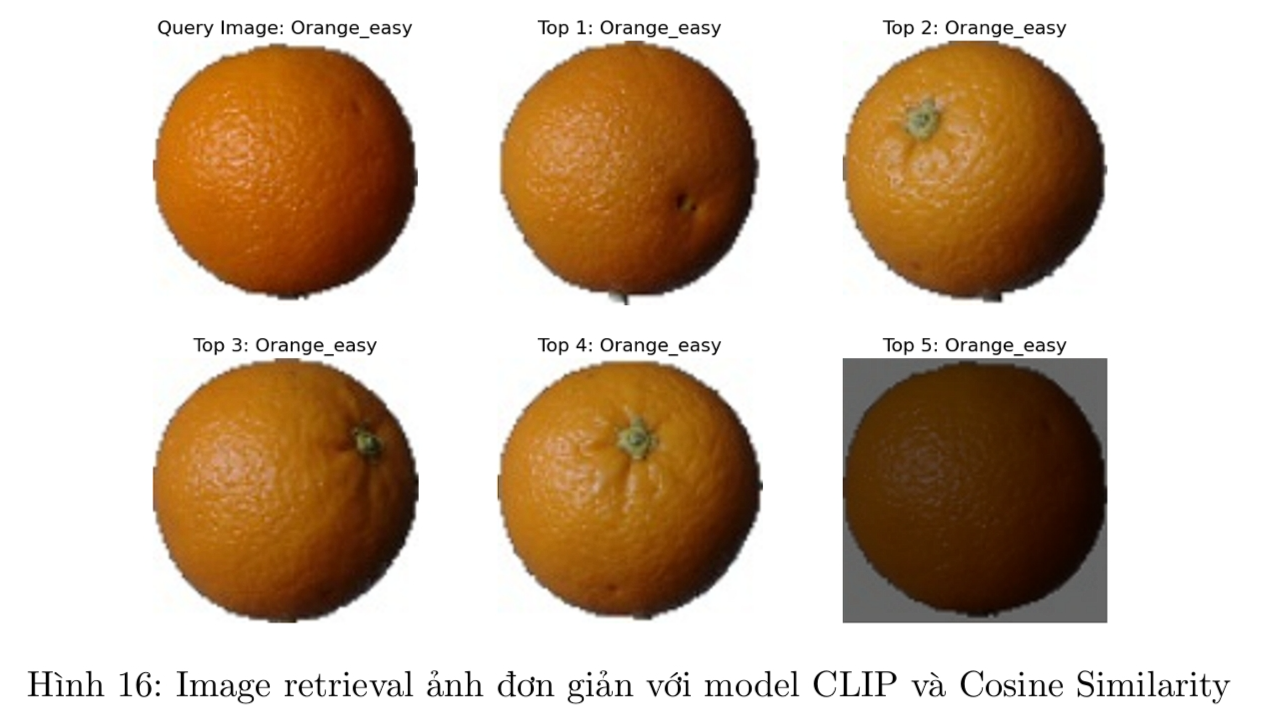 Query Image: Orange_easy
Top 1: Orange_easy
Top 2: Orange_easy
Top 3: Orange_easy
Top 4: Orange_easy
Top 5: Orange_easy
Hình 16: Image retrieval ảnh đơn giản với model CLIP và Cosine Similarity